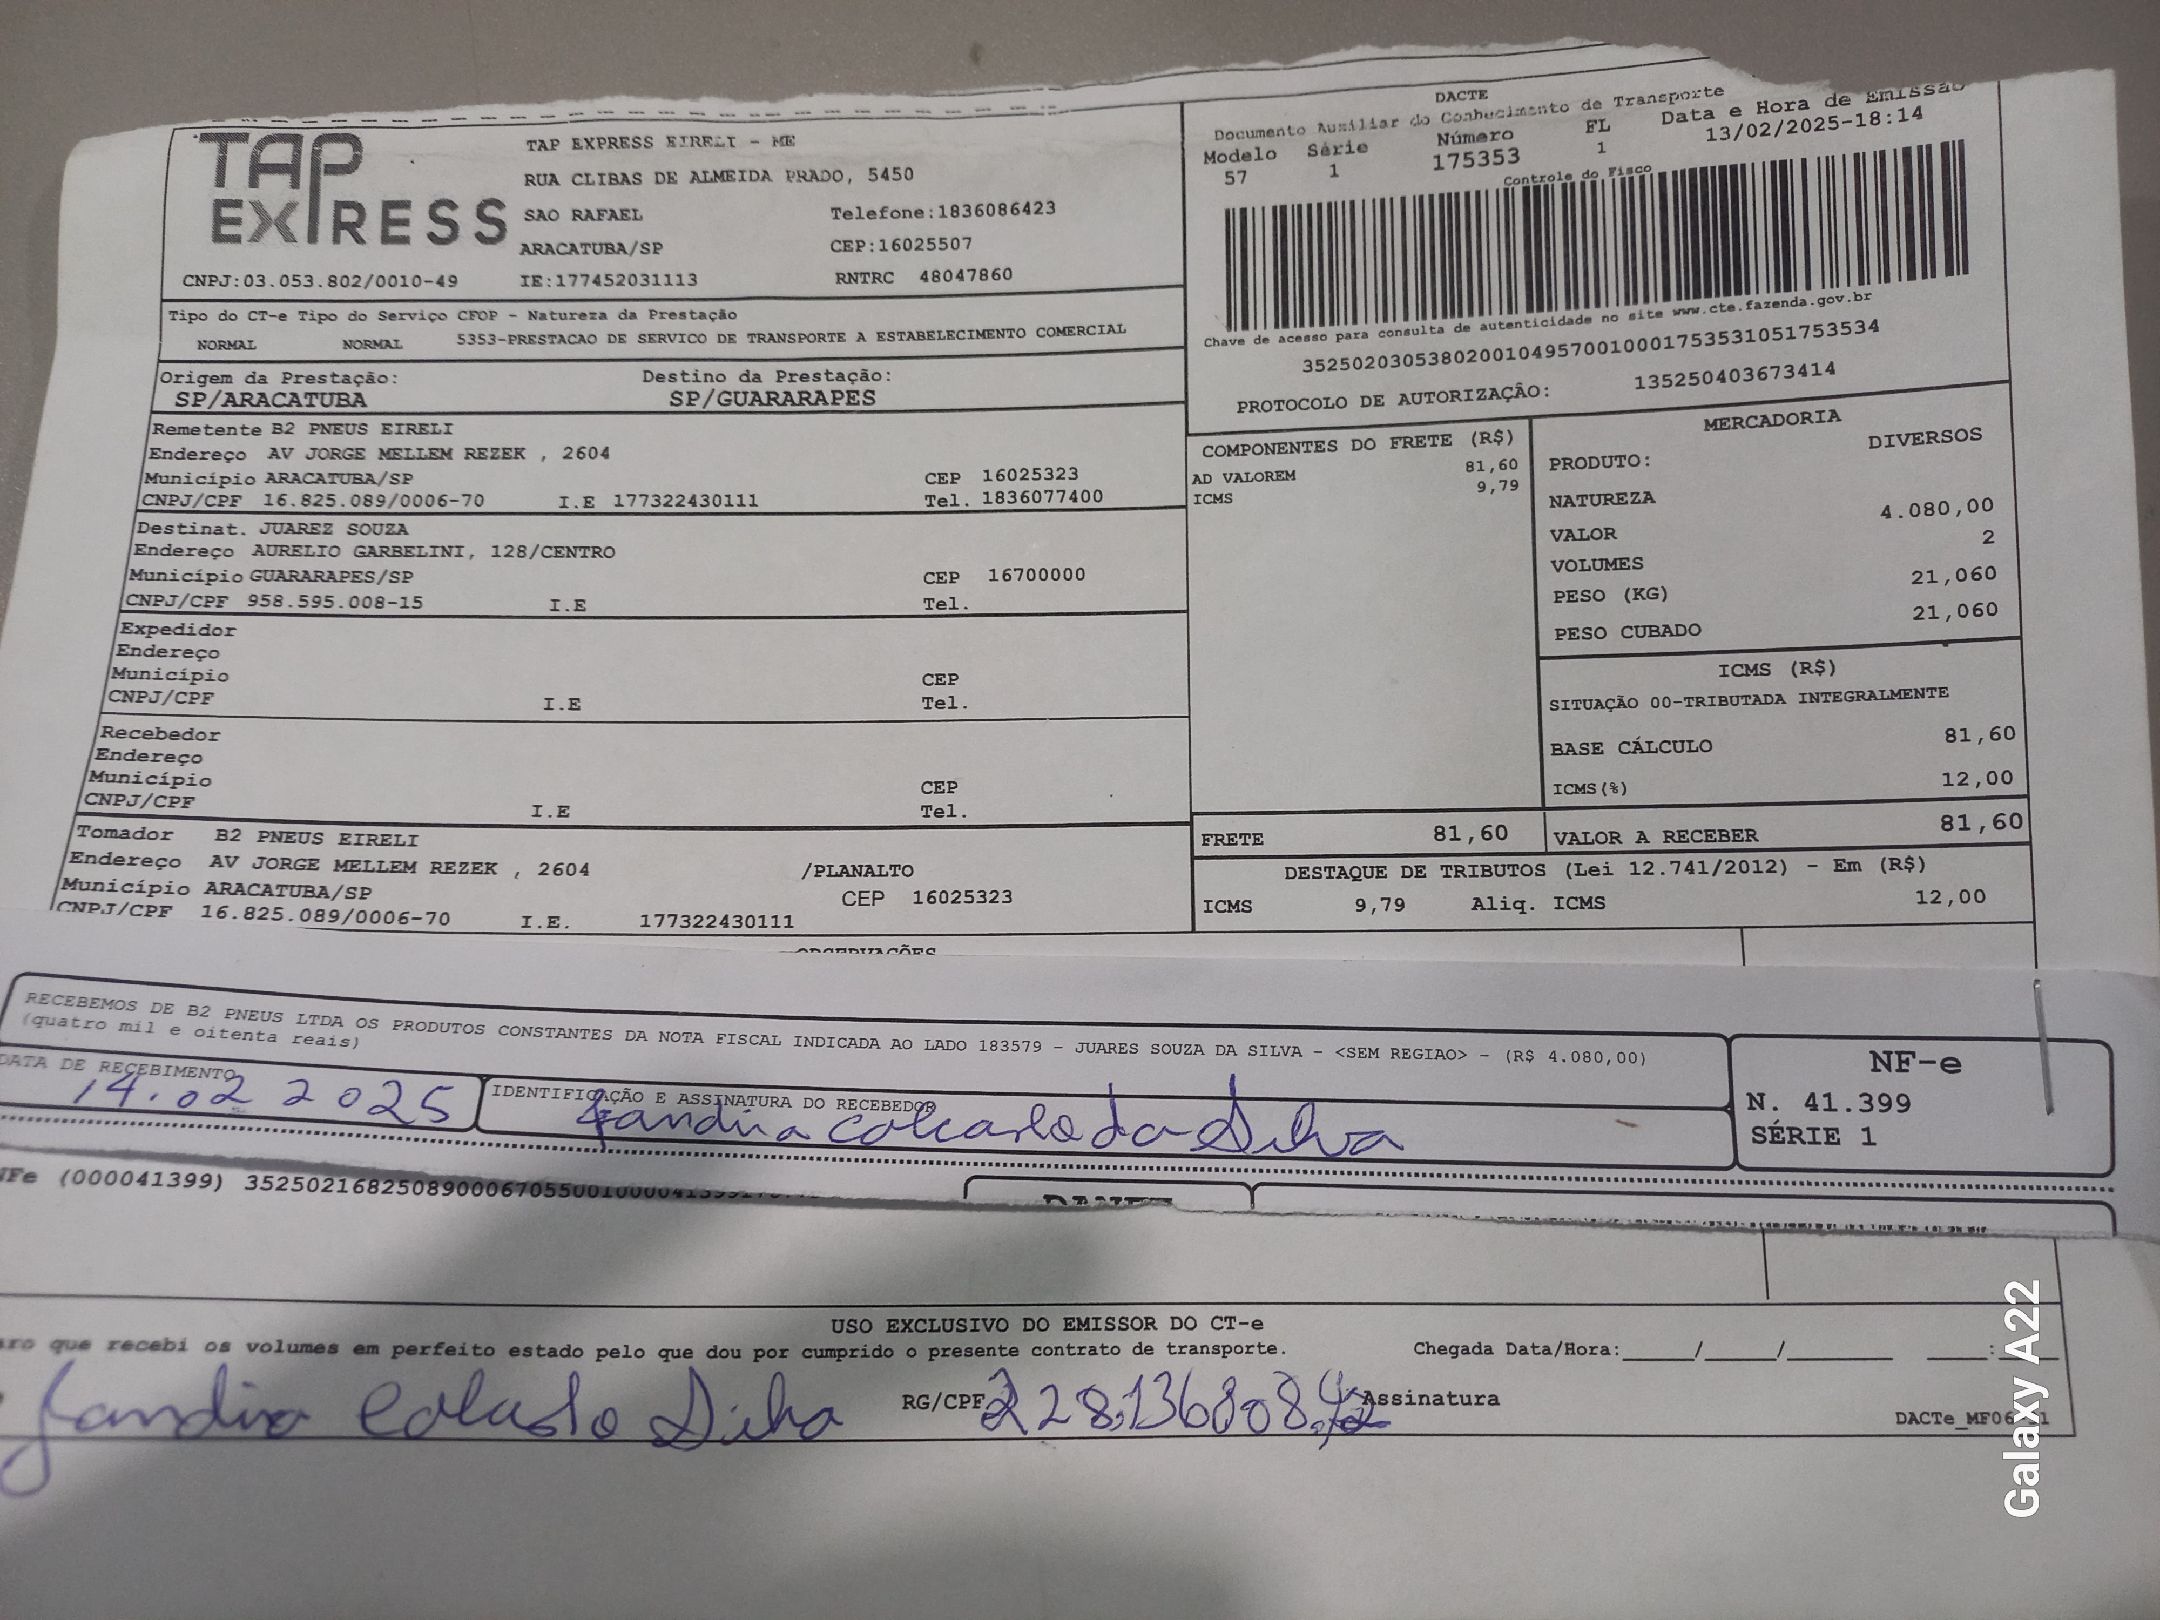 DACTE
Documento Auxiliar do Conhecimento de Transporte
Modelo Série Número FL Data e Hora de Emissão
57 1 175353 1 13/02/2025-18:14
Controle do Fisco
TAP EXPRESS
TAP EXPRESS EIRELI - ME
RUA CLIBAS DE ALMEIDA PRADO, 5450
SAO RAFAEL Telefone:1836086423
ARACATUBA/SP CEP:16025507
CNPJ:03.053.802/0010-49 IE:177452031113 RNTRC 48047860
Chave de acesso para consulta de autenticidade no site www.cte.fazenda.gov.br
35250203053802001049570010001753531051753534
PROTOCOLO DE AUTORIZAÇÃO: 135250403673414
Tipo do CT-e Tipo do Serviço CFOP - Natureza da Prestação
NORMAL NORMAL 5353-PRESTACAO DE SERVICO DE TRANSPORTE A ESTABELECIMENTO COMERCIAL
Origem da Prestação: Destino da Prestação:
SP/ARACATUBA SP/GUARARAPES
Remetente B2 PNEUS EIRELI
Endereço AV JORGE MELLEM REZEK , 2604
Município ARACATUBA/SP CEP 16025323
CNPJ/CPF 16.825.089/0006-70 I.E 177322430111 Tel. 1836077400
Destinat. JUAREZ SOUZA
Endereço AURELIO GARBELINI, 128/CENTRO
Município GUARARAPES/SP CEP 16700000
CNPJ/CPF 958.595.008-15 I.E Tel.
Expedidor
Endereço
Município CEP
CNPJ/CPF I.E Tel.
Recebedor
Endereço
Município CEP
CNPJ/CPF I.E Tel.
Tomador B2 PNEUS EIRELI
Endereço AV JORGE MELLEM REZEK , 2604 /PLANALTO
Município ARACATUBA/SP CEP 16025323
CNPJ/CPF 16.825.089/0006-70 I.E. 177322430111
COMPONENTES DO FRETE (R$)
AD VALOREM 81,60
ICMS 9,79
MERCADORIA
PRODUTO: DIVERSOS
NATUREZA
VALOR 4.080,00
VOLUMES 2
PESO (KG) 21,060
PESO CUBADO 21,060
ICMS (R$)
SITUAÇÃO 00-TRIBUTADA INTEGRALMENTE
BASE CÁLCULO 81,60
ICMS(%) 12,00
FRETE 81,60 VALOR A RECEBER 81,60
DESTAQUE DE TRIBUTOS (Lei 12.741/2012) - Em (R$)
ICMS 9,79 Aliq. ICMS 12,00
OBSERVAÇÕES
RECEBEMOS DE B2 PNEUS LTDA OS PRODUTOS CONSTANTES DA NOTA FISCAL INDICADA AO LADO 183579 - JUARES SOUZA DA SILVA - <SEM REGIAO> - (R$ 4.080,00)
(quatro mil e oitenta reais)
DATA DE RECEBIMENTO
14.02 2025
IDENTIFICAÇÃO E ASSINATURA DO RECEBEDOR
Jandira da Silva
NF-e
N. 41.399
SÉRIE 1
NFe (000041399) 3525021682508900067055001000041399
USO EXCLUSIVO DO EMISSOR DO CT-e
aro que recebi os volumes em perfeito estado pelo que dou por cumprido o presente contrato de transporte. Chegada Data/Hora: / / :
Jandira Silva RG/CPF Assinatura
Galaxy A22